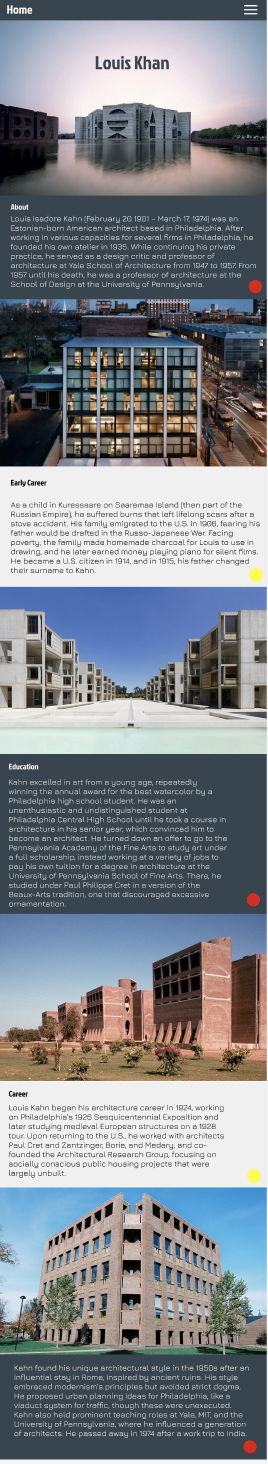 Home
Louis Khan
About
Louis Isadore Kahn (February 20 1901 – March 17, 1974) was an
Estonian-born American architect based in Philadelphia. After
working in various capacities for several firms in Philadelphia, he
founded his own atelier in 1935. While continuing his private
practice, he served as a design critic and professor of
architecture at Yale School of Architecture from 1947 to 1957. From
1957 until his death, he was a professor of architecture at the
School of Design at the University of Pennsylvania.
Early Career
As a child in Kuressaare on Saaremaa Island (then part of the
Russian Empire), he suffered burns that left lifelong scars after a
stove accident. His family emigrated to the U.S. in 1906, fearing his
father would be drafted in the Russo-Japanese War. Facing
poverty, the family made homemade charcoal for Louis to use in
drawing, and he later earned money playing piano for silent films.
He became a U.S. citizen in 1914, and in 1915, his father changed
their surname to Kahn.
Education
Kahn excelled in art from a young age, repeatedly
winning the annual award for the best watercolor by a
Philadelphia high school student. He was an
unenthusiastic and undistinguished student at
Philadelphia Central High School until he took a course in
architecture in his senior year, which convinced him to
become an architect. He turned down an offer to go to the
Pennsylvania Academy of the Fine Arts to study art under
a full scholarship, instead working at a variety of jobs to
pay his own tuition for a degree in architecture at the
University of Pennsylvania School of Fine Arts. There, he
studied under Paul Philippe Cret in a version of the
Beaux-Arts tradition, one that discouraged excessive
ornamentation.
Career
Louis Kahn began his architecture career in 1924, working
on Philadelphia's 1926 Sesquicentennial Exposition and
later studying medieval European structures on a 1928
tour. Upon returning to the U.S., he worked with architects
Paul Cret and Zantzinger, Borie, and Medary, and co-
founded the Architectural Research Group, focusing on
socially conscious public housing projects that were
largely unbuilt.
Kahn found his unique architectural style in the 1950s after an
influential stay in Rome, inspired by ancient ruins. His style
embraced modernism's principles but avoided strict dogma.
He proposed urban planning ideas for Philadelphia, like a
viaduct system for traffic, though these were unexecuted.
Kahn also held prominent teaching roles at Yale, MIT, and the
University of Pennsylvania, where he influenced a generation
of architects. He passed away in 1974 after a work trip to India.